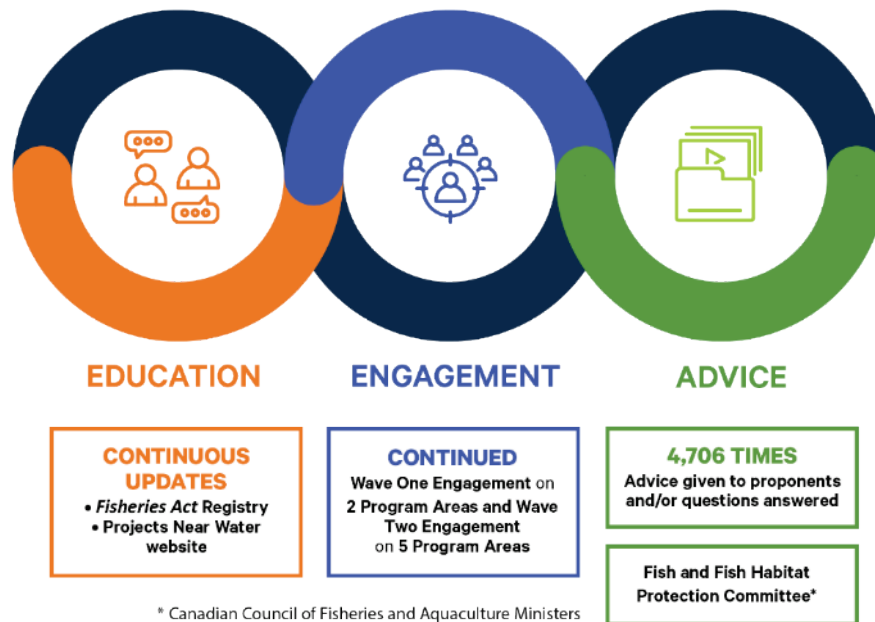 EDUCATION
CONTINUOUS
UPDATES
• Fisheries Act Registry
• Projects Near Water
website
ENGAGEMENT
CONTINUED
Wave One Engagement on
2 Program Areas and Wave
Two Engagement
on 5 Program Areas
ADVICE
4,706 TIMES
Advice given to proponents
and/or questions answered
Fish and Fish Habitat
Protection Committee*
* Canadian Council of Fisheries and Aquaculture Ministers